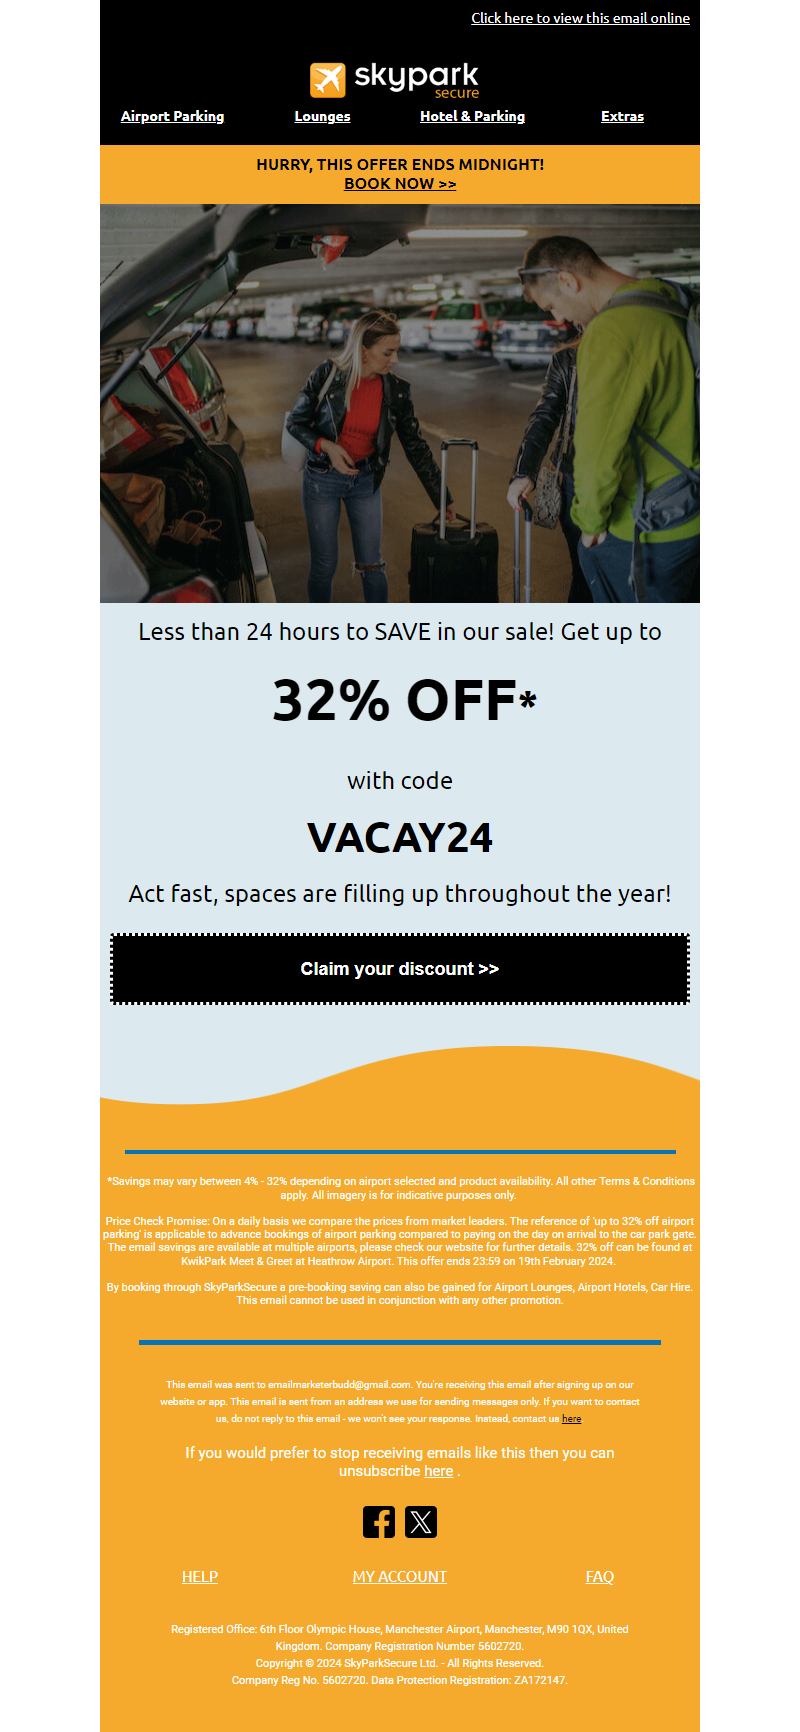 Click here to view this email online
skypark
secure
Airport Parking
Lounges
Hotel & Parking
Extras
HURRY, THIS OFFER ENDS MIDNIGHT!
BOOK NOW >>
Less than 24 hours to SAVE in our sale! Get up to
32% OFF*
with code
VACAY24
Act fast, spaces are filling up throughout the year!
Claim your discount >>
*Savings may vary between 4% - 32% depending on airport selected and product availability. All other Terms & Conditions
apply. All imagery is for indicative purposes only.
Price Check Promise: On a daily basis we compare the prices from market leaders. The reference of 'up to 32% off airport
parking' is applicable to advance bookings of airport parking compared to paying on the day on arrival to the car park gate.
The email savings are available at multiple airports, please check our website for further details. 32% off can be found at
KwikPark Meet & Greet at Heathrow Airport. This offer ends 23:59 on 19th February 2024.
By booking through SkyParkSecure a pre-booking saving can also be gained for Airport Lounges, Airport Hotels, Car Hire.
This email cannot be used in conjunction with any other promotion.
This email was sent to emailmarketerbudd@gmail.com. You're receiving this email after signing up on our
website or app. This email is sent from an address we use for sending messages only. If you want to contact
us, do not reply to this email - we won't see your response. Instead, contact us here
If you would prefer to stop receiving emails like this then you can
unsubscribe here .
HELP
MY ACCOUNT
FAQ
Registered Office: 6th Floor Olympic House, Manchester Airport, Manchester, M90 1QX, United
Kingdom. Company Registration Number 5602720.
Copyright © 2024 SkyParkSecure Ltd. - All Rights Reserved.
Company Reg No. 5602720. Data Protection Registration: ZA172147.